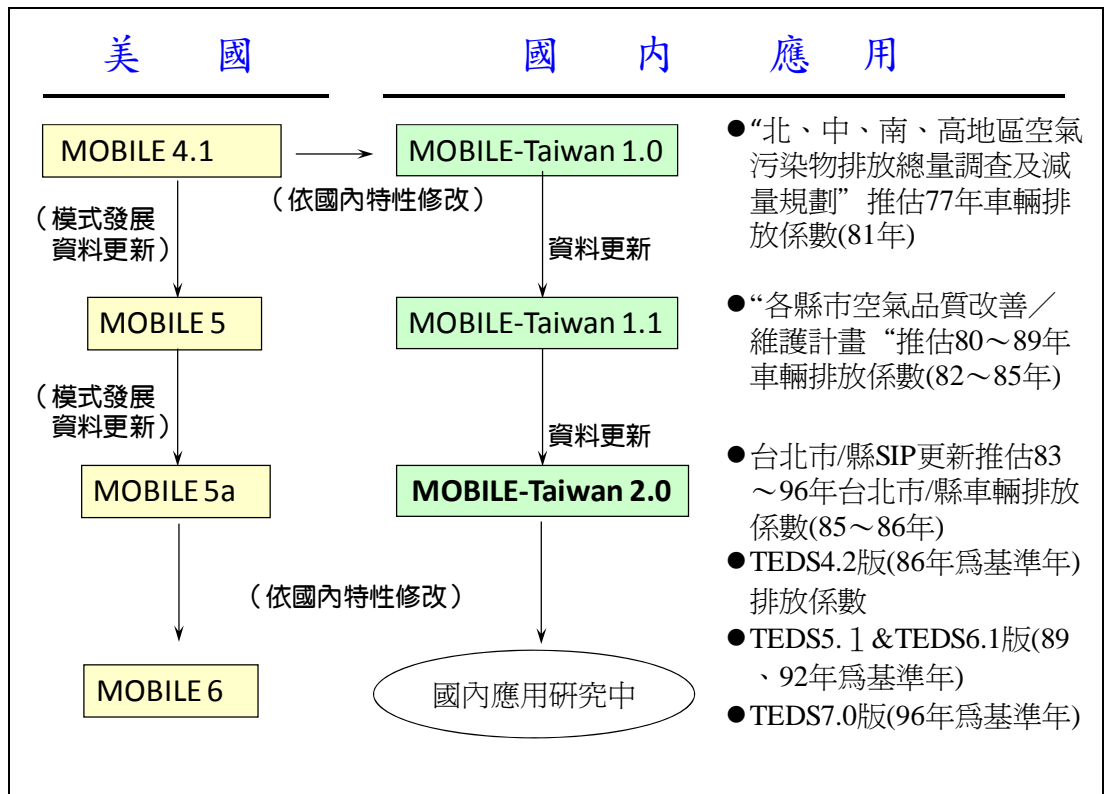 美 國
國 內 應 用
MOBILE 4.1
MOBILE-Taiwan 1.0
(依國內特性修改)
(模式發展
資料更新)
資料更新
MOBILE 5
MOBILE-Taiwan 1.1
(模式發展
資料更新)
資料更新
MOBILE 5a
MOBILE-Taiwan 2.0
(依國內特性修改)
MOBILE 6
國內應用研究中
●“北、中、南、高地區空氣
污染物排放總量調查及減
量規劃”推估77年車輛排
放係數(81年)
●“各縣市空氣品質改善／
維護計畫“推估80～89年
車輛排放係數(82～85年)
●台北市/縣SIP更新推估83
～96年台北市/縣車輛排放
係數(85～86年)
●TEDS4.2版(86年為基準年)
排放係數
●TEDS5.１&TEDS6.1版(89
、92年為基準年)
●TEDS7.0版(96年為基準年)